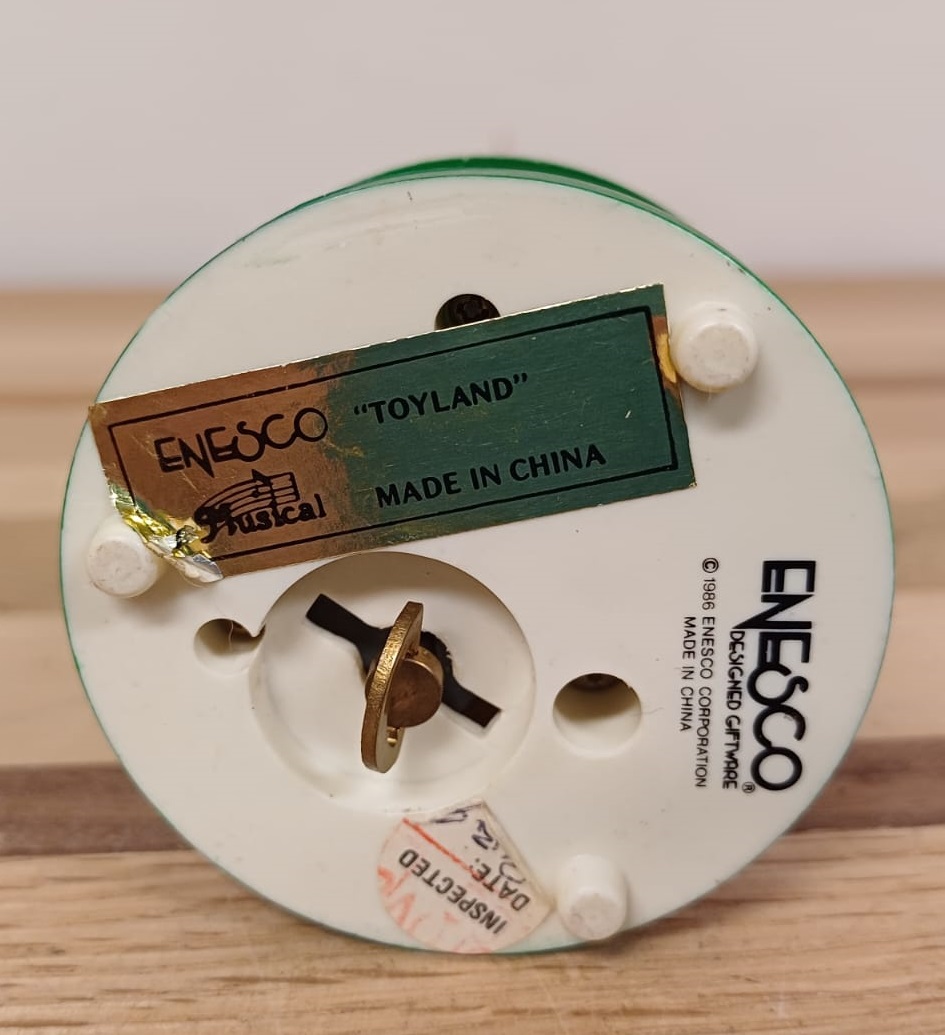 ENESCO "TOYLAND"
Musical MADE IN CHINA
ENESCO
DESIGNED GIFTWARE®
© 1986 ENESCO CORPORATION
MADE IN CHINA
INSPECTED
DATE: